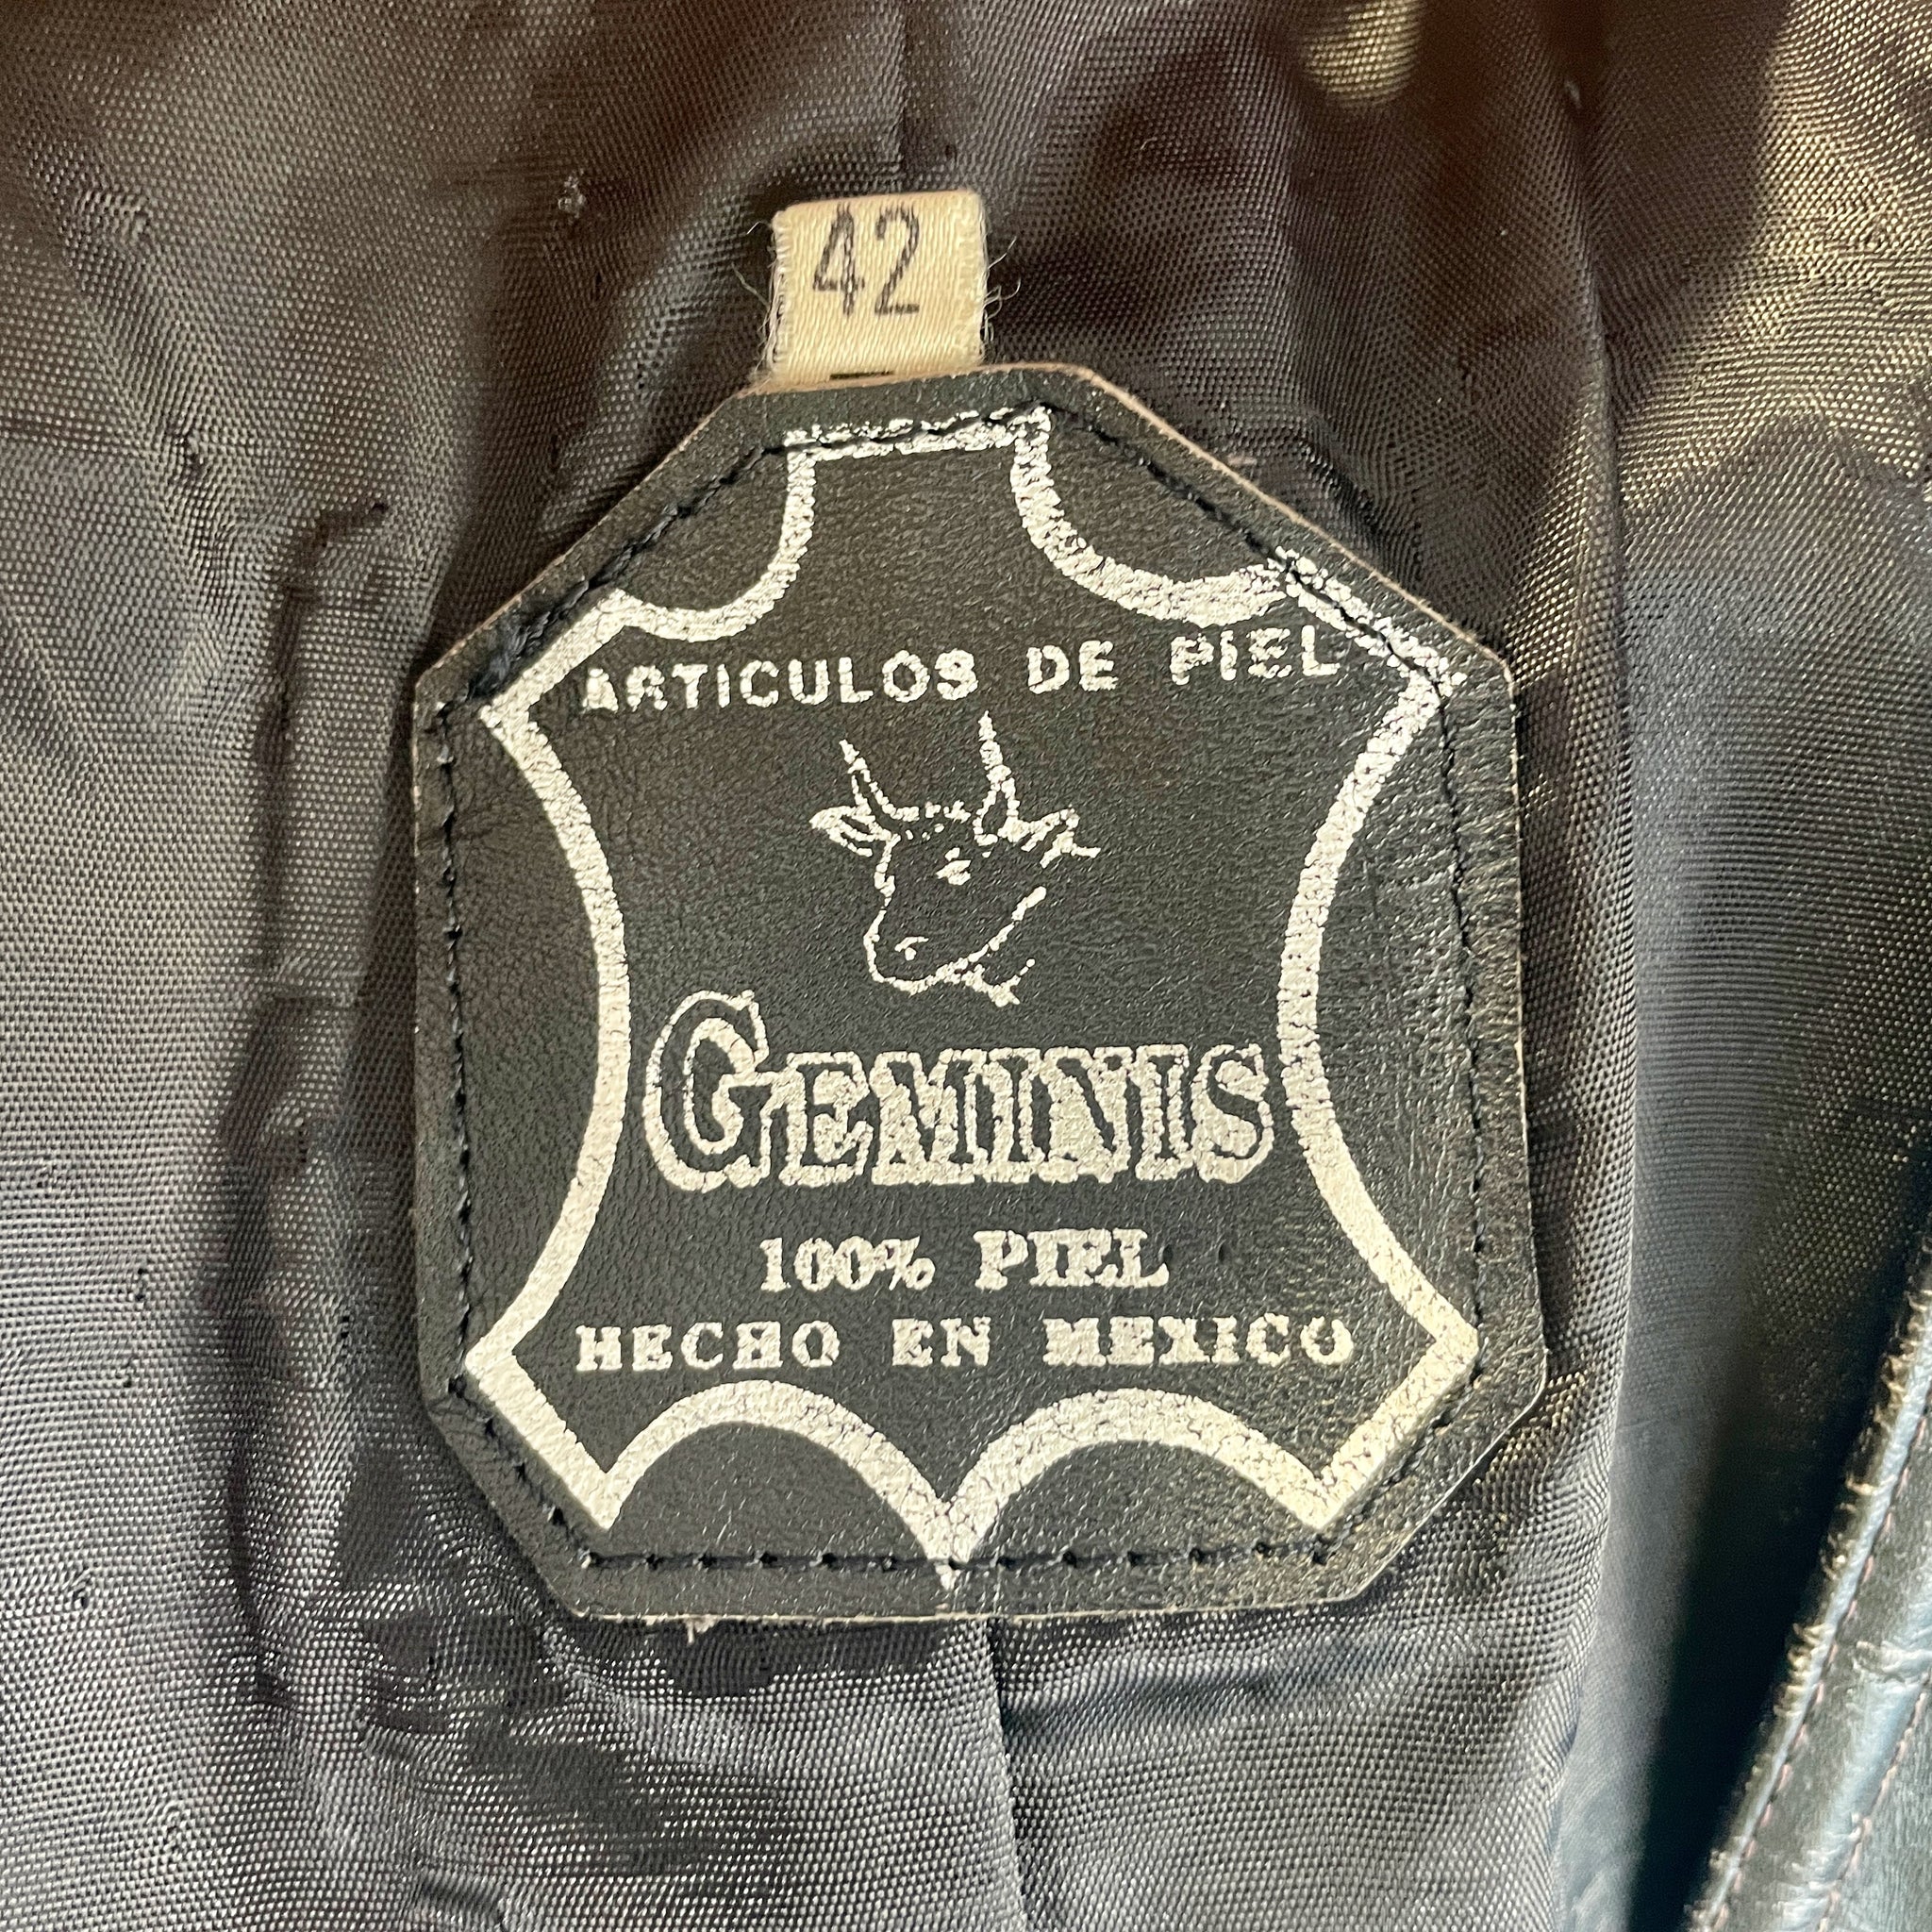 42
ARTICULOS DE PIEL
GEMINIS
100% PIEL
HECHO EN MEXICO